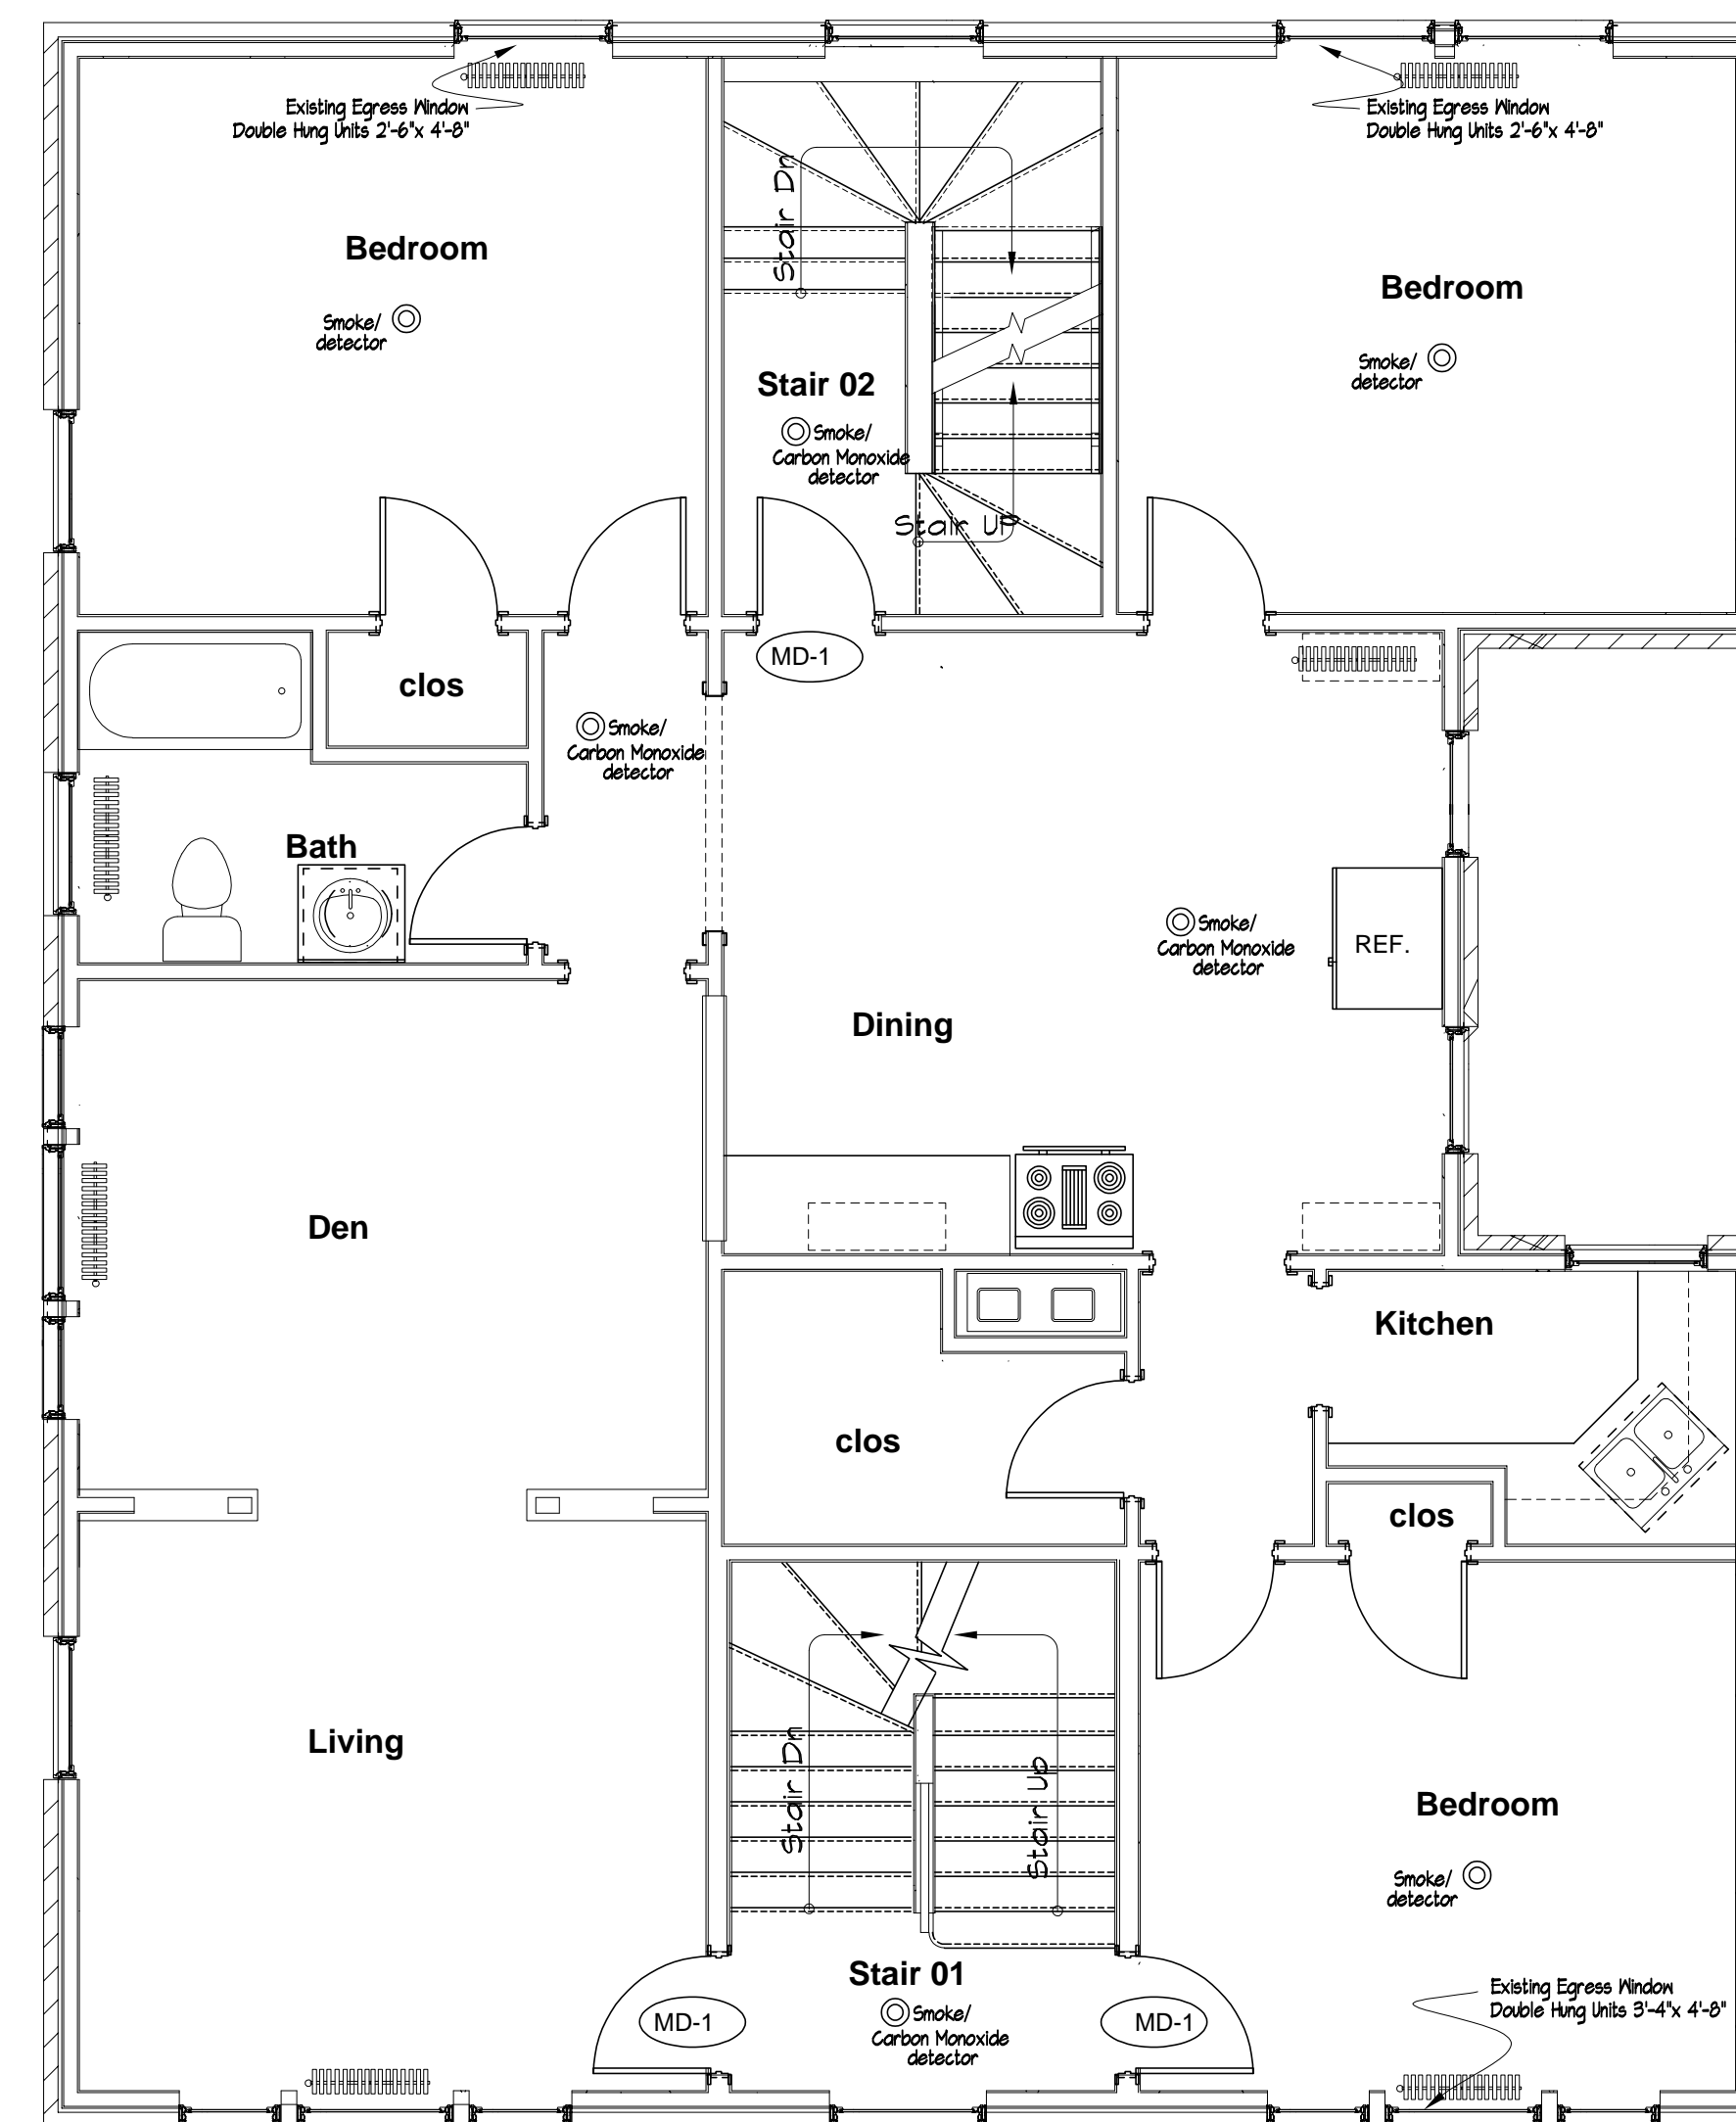 Existing Egress Window
Double Hung Units 2'-6"x 4'-8"
Existing Egress Window
Double Hung Units 2'-6"x 4'-8"
Stair Dn
Bedroom
Bedroom
Smoke/
detector
Smoke/
detector
Stair 02
Smoke/
Carbon Monoxide
detector
Stair UP
MD-1
clos
Smoke/
Carbon Monoxide
detector
Bath
Smoke/
Carbon Monoxide
detector
REF.
Dining
Den
Kitchen
clos
clos
Living
Stair Dn
Stair Up
Bedroom
Smoke/
detector
Stair 01
Smoke/
Carbon Monoxide
detector
MD-1
MD-1
Existing Egress Window
Double Hung Units 3'-4"x 4'-8"